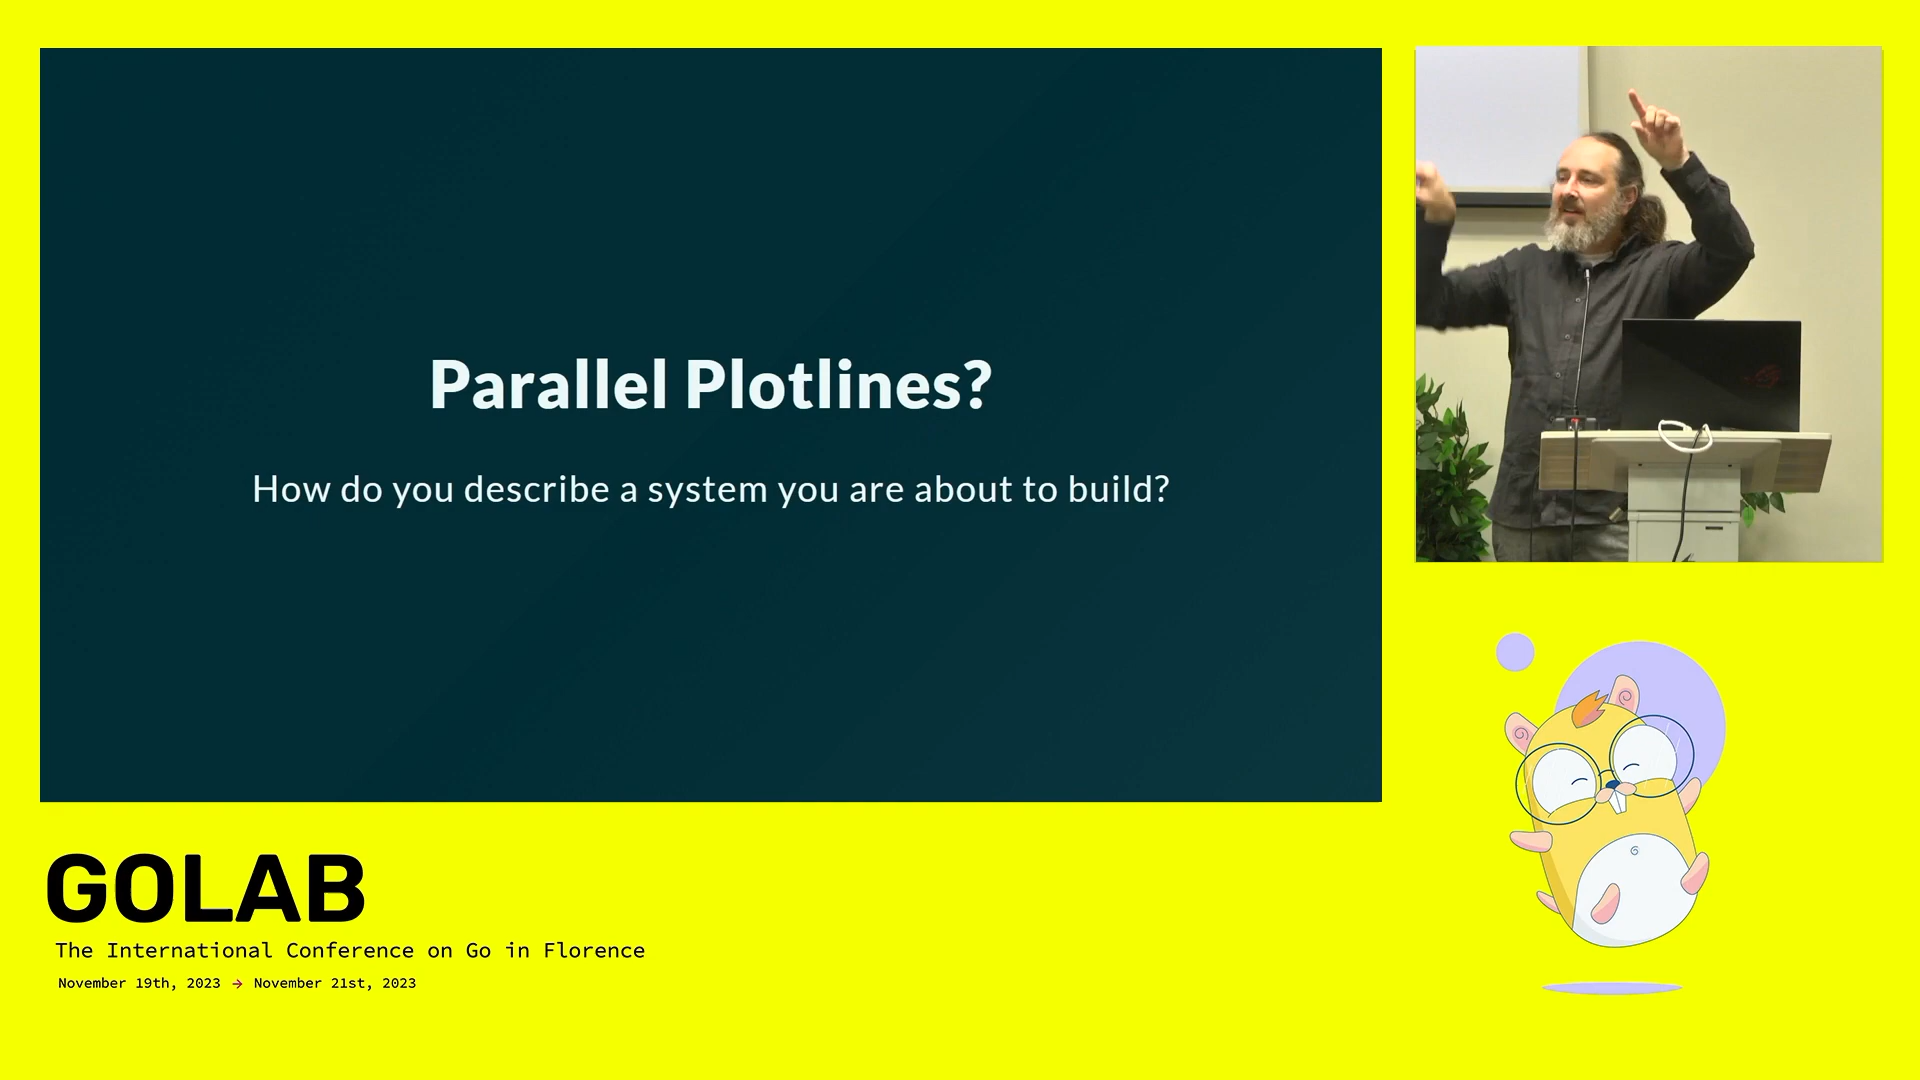 Parallel Plotlines?
How do you describe a system you are about to build?
GOLAB
The International Conference on Go in Florence
November 19th, 2023 → November 21st, 2023